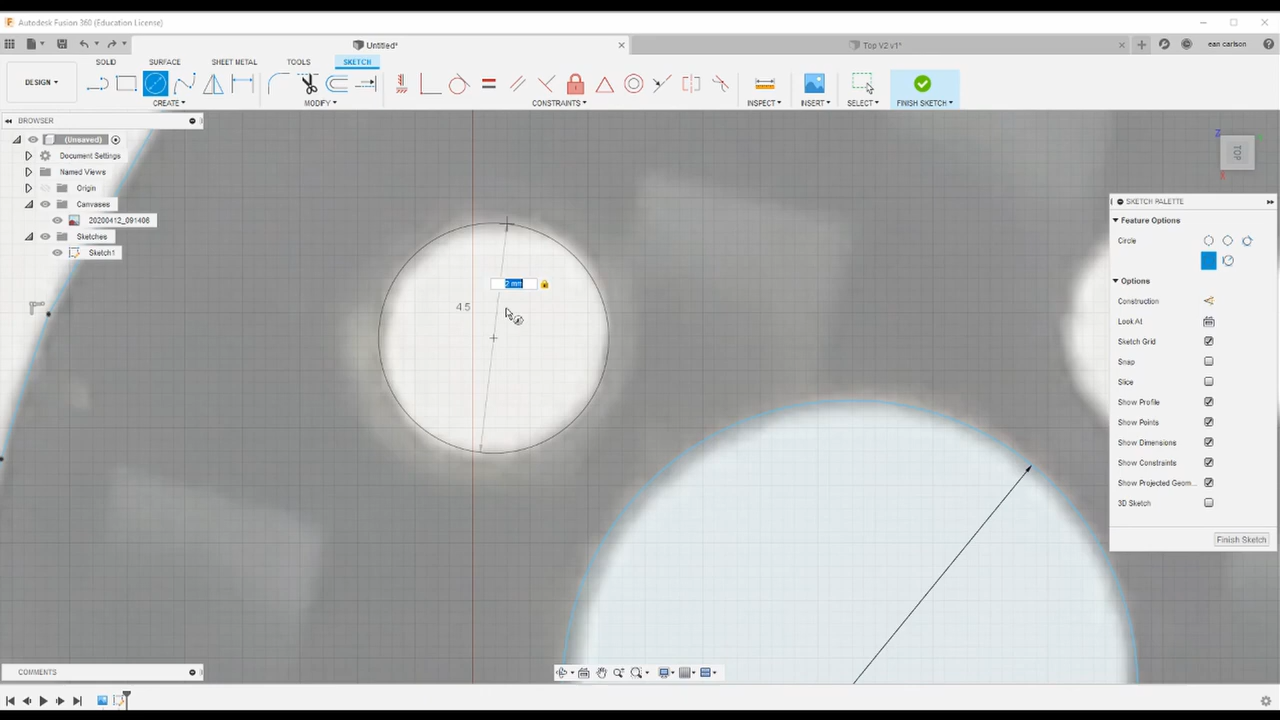 Autodesk Fusion 360 (Education License)
Untitled*
Top V2 v1*
ean carlson
SOLID
SURFACE
SHEET METAL
TOOLS
SKETCH
DESIGN
CREATE
MODIFY
CONSTRAINTS
INSPECT
INSERT
SELECT
FINISH SKETCH
BROWSER
(Unsaved)
Document Settings
Named Views
Origin
Canvases
20200412_091406
Sketches
Sketch1
4.5
2 mm
TOP
Z
X
SKETCH PALETTE
Feature Options
Circle
Options
Construction
Look At
Sketch Grid
Snap
Slice
Show Profile
Show Points
Show Dimensions
Show Constraints
Show Projected Geom...
3D Sketch
Finish Sketch
COMMENTS